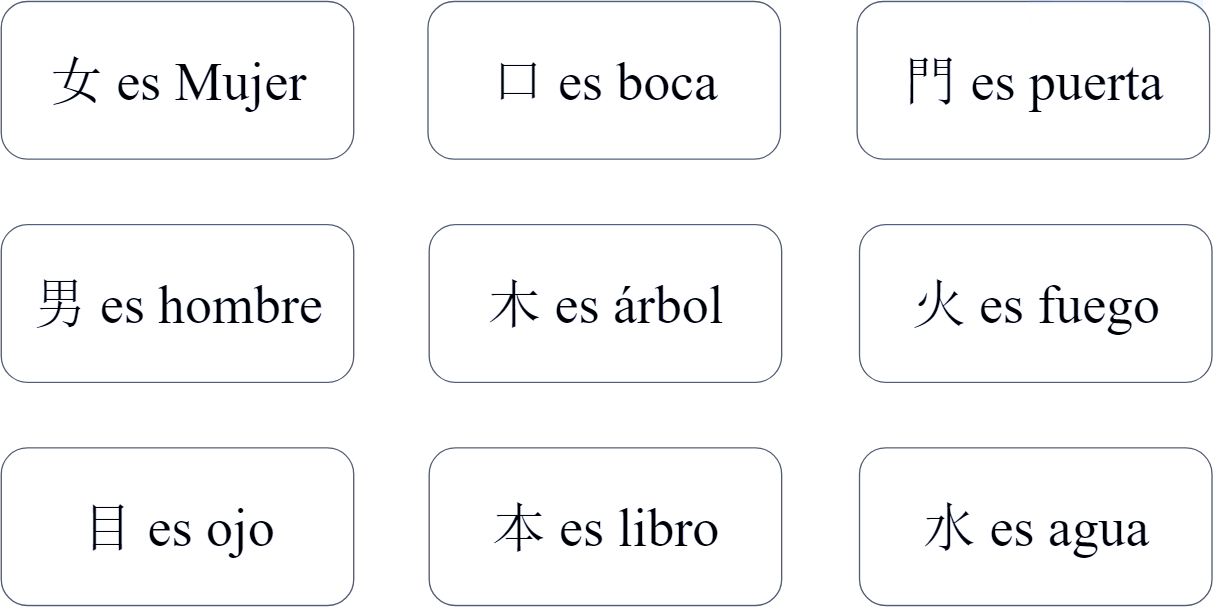 女 es Mujer
口 es boca
門 es puerta
男 es hombre
木 es árbol
火 es fuego
目 es ojo
本 es libro
水 es agua